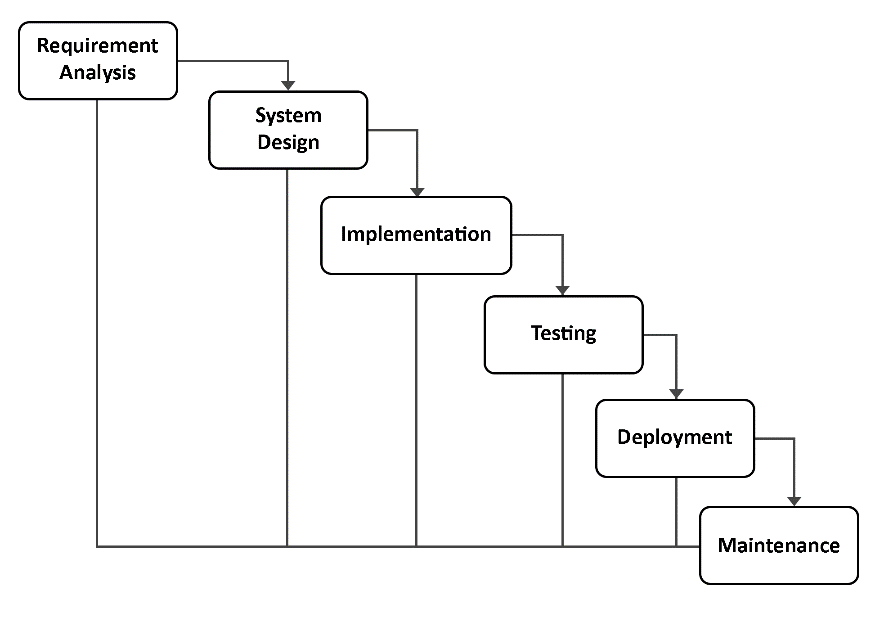 Requirement
Analysis
System
Design
Implementation
Testing
Deployment
Maintenance